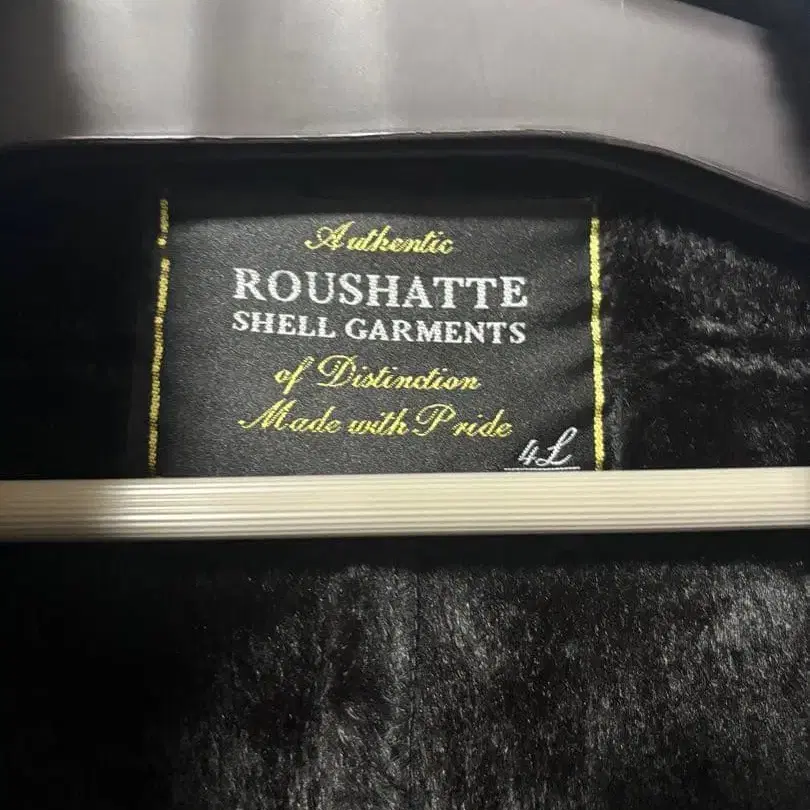 Authentic
ROUSHATTE
SHELL GARMENTS
of Distinction
Made with Pride
4L